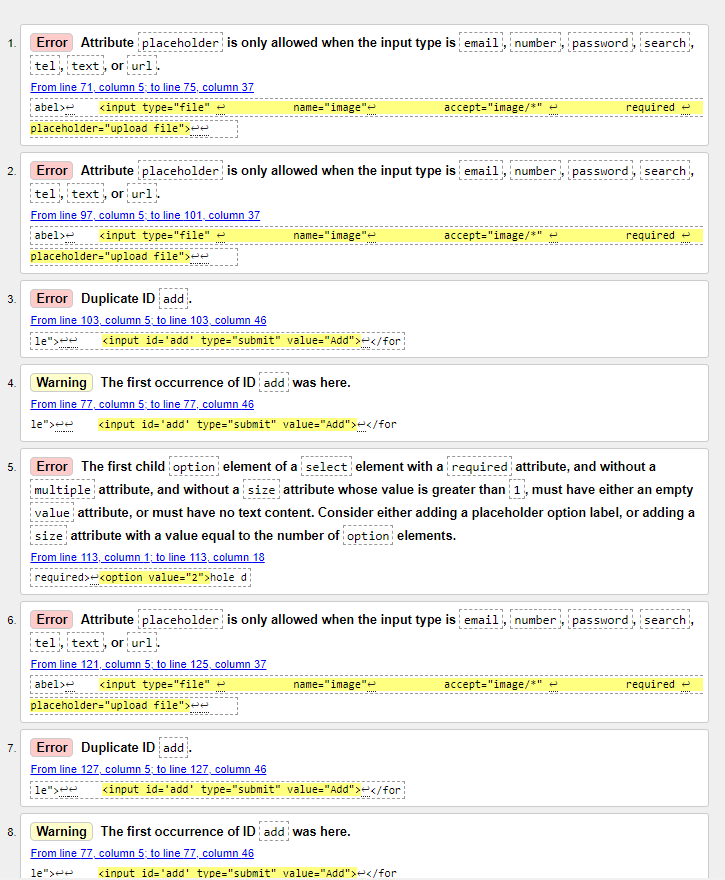 1. Error Attribute placeholder is only allowed when the input type is email, number, password, search,
tel, text, or url.
From line 71, column 5; to line 75, column 37
abel>↩ <input type="file" ↩ name="image"↩ accept="image/*" ↩ required ↩
placeholder="upload file">↩↩
2. Error Attribute placeholder is only allowed when the input type is email, number, password, search,
tel, text, or url.
From line 97, column 5; to line 101, column 37
abel>↩ <input type="file" ↩ name="image"↩ accept="image/*" ↩ required ↩
placeholder="upload file">↩↩
3. Error Duplicate ID add.
From line 103, column 5; to line 103, column 46
le">↩↩ <input id='add' type="submit" value="Add">↩</for
4. Warning The first occurrence of ID add was here.
From line 77, column 5; to line 77, column 46
le">↩↩ <input id='add' type="submit" value="Add">↩</for
5. Error The first child option element of a select element with a required attribute, and without a
multiple attribute, and without a size attribute whose value is greater than 1, must have either an empty
value attribute, or must have no text content. Consider either adding a placeholder option label, or adding a
size attribute with a value equal to the number of option elements.
From line 113, column 1; to line 113, column 18
required>↩<option value="2">hole d
6. Error Attribute placeholder is only allowed when the input type is email, number, password, search,
tel, text, or url.
From line 121, column 5; to line 125, column 37
abel>↩ <input type="file" ↩ name="image"↩ accept="image/*" ↩ required ↩
placeholder="upload file">↩↩
7. Error Duplicate ID add.
From line 127, column 5; to line 127, column 46
le">↩↩ <input id='add' type="submit" value="Add">↩</for
8. Warning The first occurrence of ID add was here.
From line 77, column 5; to line 77, column 46
le">↩↩ <input id='add' type="submit" value="Add">↩</for